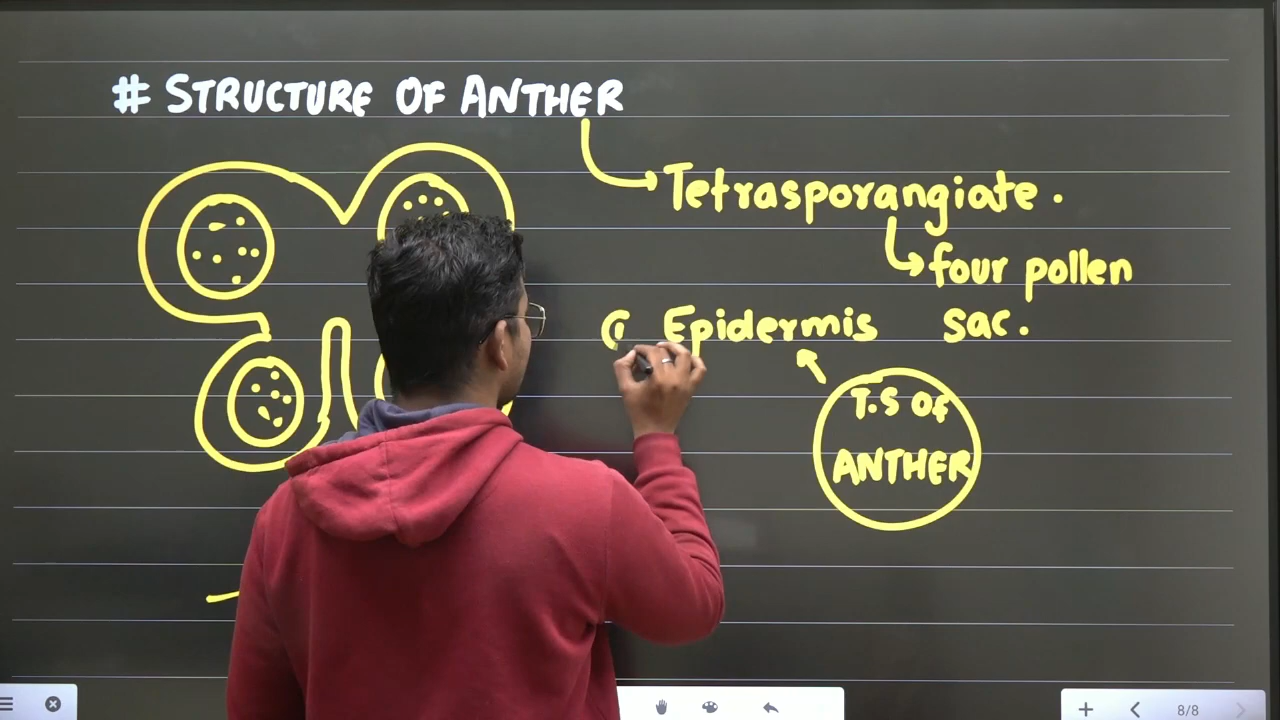 # STRUCTURE OF ANTHER
Tetrasporangiate.
four pollen
sac.
Epidermis
T.S OF
ANTHER
8/8